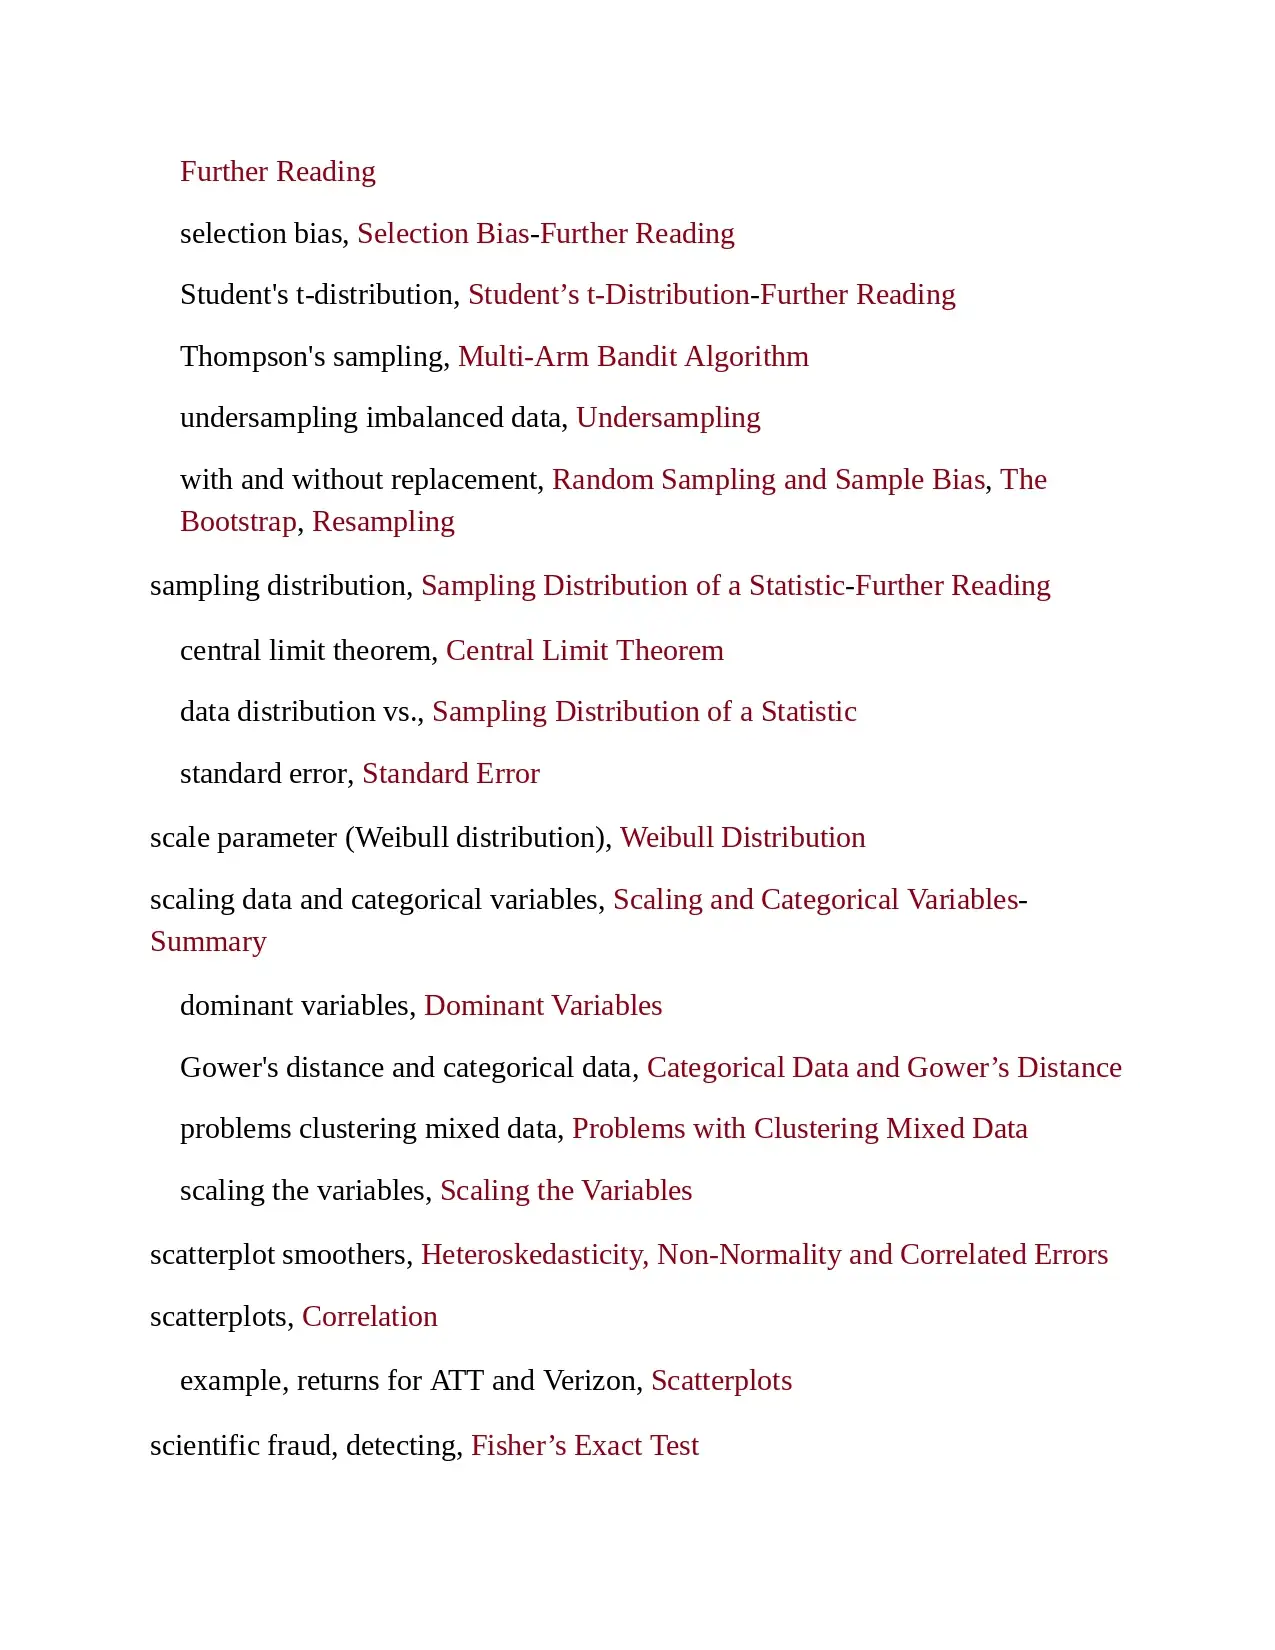 Further Reading
selection bias, Selection Bias-Further Reading
Student's t-distribution, Student’s t-Distribution-Further Reading
Thompson's sampling, Multi-Arm Bandit Algorithm
undersampling imbalanced data, Undersampling
with and without replacement, Random Sampling and Sample Bias, The
Bootstrap, Resampling
sampling distribution, Sampling Distribution of a Statistic-Further Reading
central limit theorem, Central Limit Theorem
data distribution vs., Sampling Distribution of a Statistic
standard error, Standard Error
scale parameter (Weibull distribution), Weibull Distribution
scaling data and categorical variables, Scaling and Categorical Variables-
Summary
dominant variables, Dominant Variables
Gower's distance and categorical data, Categorical Data and Gower’s Distance
problems clustering mixed data, Problems with Clustering Mixed Data
scaling the variables, Scaling the Variables
scatterplot smoothers, Heteroskedasticity, Non-Normality and Correlated Errors
scatterplots, Correlation
example, returns for ATT and Verizon, Scatterplots
scientific fraud, detecting, Fisher’s Exact Test